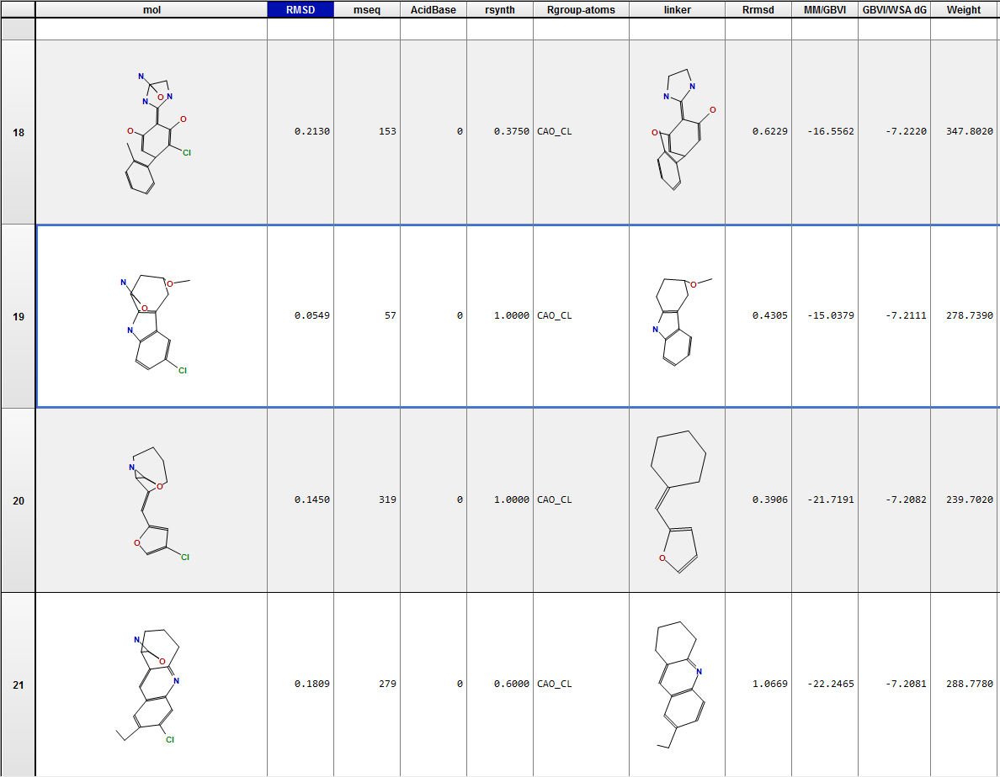 mol RMSD mseq AcidBase rsynth Rgroup-atoms linker Rrmsd MM/GBVI GBVI/WSA dG Weight
N
O
N N
O O
Cl
N
N
O
O
18 0.2130 153 0 0.3750 CAO_CL 0.6229 -16.5562 -7.2220 347.8020
N O
O
N
Cl
O
N
19 0.0549 57 0 1.0000 CAO_CL 0.4305 -15.0379 -7.2111 278.7390
N
O
O
Cl
O
20 0.1450 319 0 1.0000 CAO_CL 0.3906 -21.7191 -7.2082 239.7020
N
O
N
Cl
N
21 0.1809 279 0 0.6000 CAO_CL 1.0669 -22.2465 -7.2081 288.7780